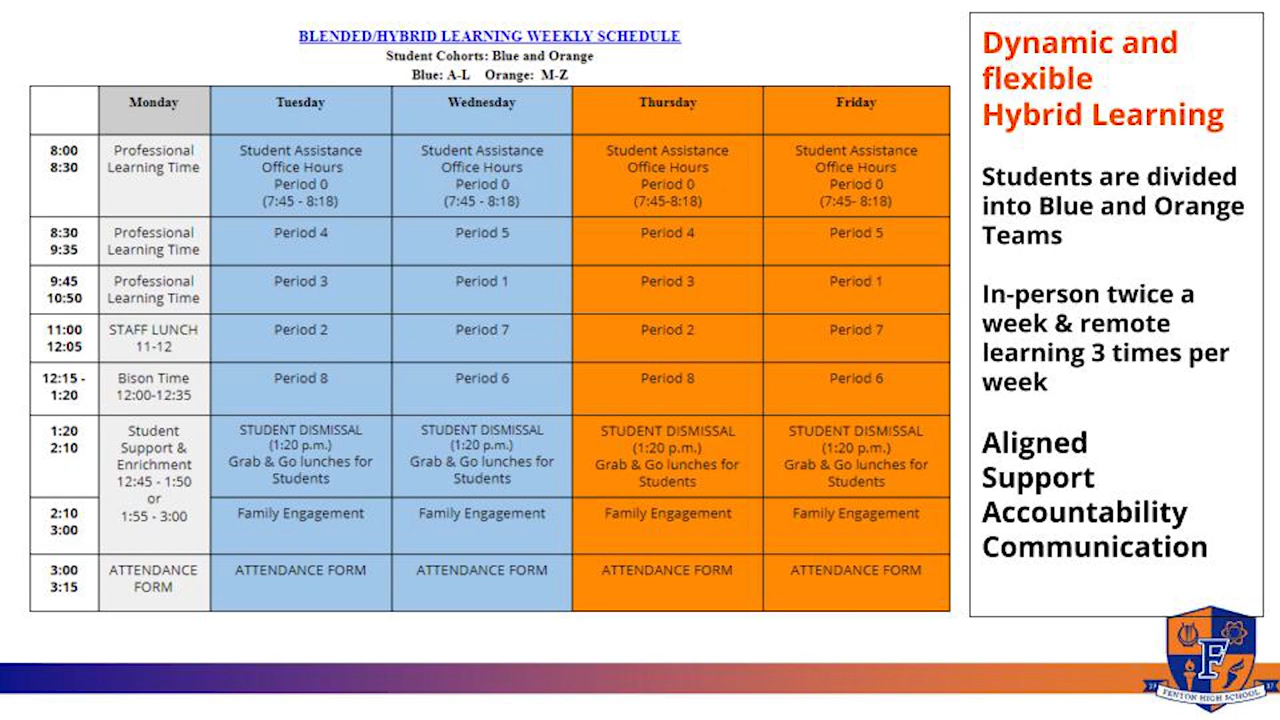 BLENDED/HYBRID LEARNING WEEKLY SCHEDULE
Student Cohorts: Blue and Orange
Blue: A-L Orange: M-Z
Monday
Tuesday
Wednesday
Thursday
Friday
8:00
8:30
Professional
Learning Time
Student Assistance
Office Hours
Period 0
(7:45 - 8:18)
Student Assistance
Office Hours
Period 0
(7:45 - 8:18)
Student Assistance
Office Hours
Period 0
(7:45-8:18)
Student Assistance
Office Hours
Period 0
(7:45- 8:18)
8:30
9:35
Professional
Learning Time
Period 4
Period 5
Period 4
Period 5
9:45
10:50
Professional
Learning Time
Period 3
Period 1
Period 3
Period 1
11:00
12:05
STAFF LUNCH
11-12
Period 2
Period 7
Period 2
Period 7
12:15 -
1:20
Bison Time
12:00-12:35
Period 8
Period 6
Period 8
Period 6
1:20
2:10
Student
Support &
Enrichment
12:45 - 1:50
or
1:55 - 3:00
STUDENT DISMISSAL
(1:20 p.m.)
Grab & Go lunches for
Students
STUDENT DISMISSAL
(1:20 p.m.)
Grab & Go lunches for
Students
STUDENT DISMISSAL
(1:20 p.m.)
Grab & Go lunches for
Students
STUDENT DISMISSAL
(1:20 p.m.)
Grab & Go lunches for
Students
2:10
3:00
Family Engagement
Family Engagement
Family Engagement
Family Engagement
3:00
3:15
ATTENDANCE
FORM
ATTENDANCE FORM
ATTENDANCE FORM
ATTENDANCE FORM
ATTENDANCE FORM
Dynamic and
flexible
Hybrid Learning
Students are divided
into Blue and Orange
Teams
In-person twice a
week & remote
learning 3 times per
week
Aligned
Support
Accountability
Communication
F
FENTON HIGH SCHOOL